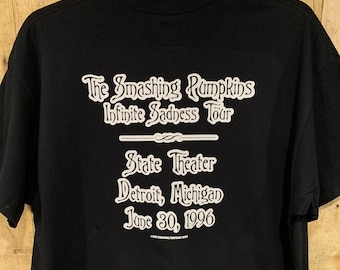 The Smashing Pumpkins
Infinite Sadness Tour
State Theater
Detroit, Michigan
June 30, 1996